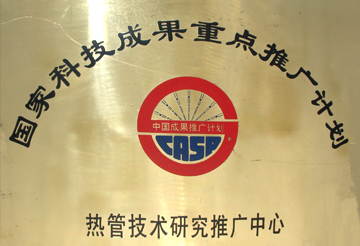 国家科技成果重点推广计划
中国成果推广计划
CASP
热管技术研究推广中心